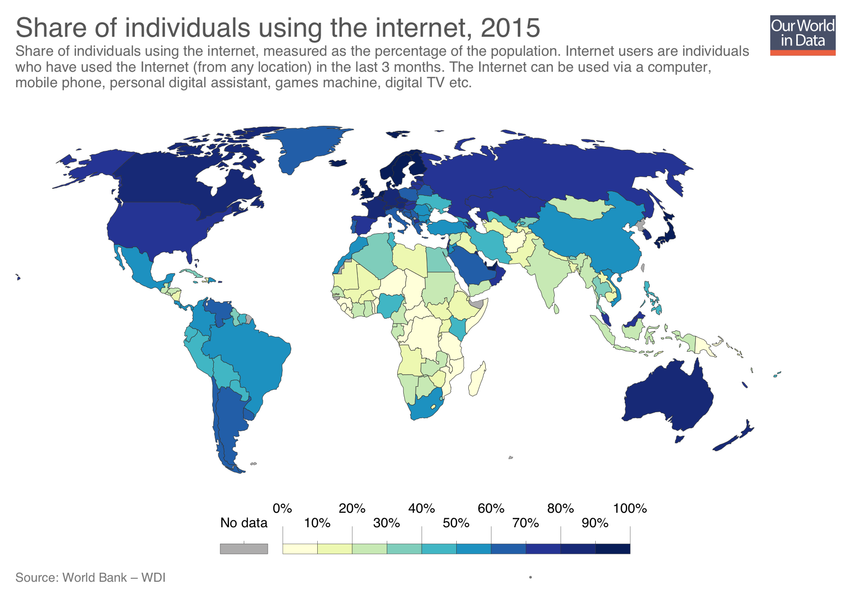 Share of individuals using the internet, 2015
Our World
in Data
Share of individuals using the internet, measured as the percentage of the population. Internet users are individuals
who have used the Internet (from any location) in the last 3 months. The Internet can be used via a computer,
mobile phone, personal digital assistant, games machine, digital TV etc.
0% 20% 40% 60% 80% 100%
No data 10% 30% 50% 70% 90%
Source: World Bank – WDI